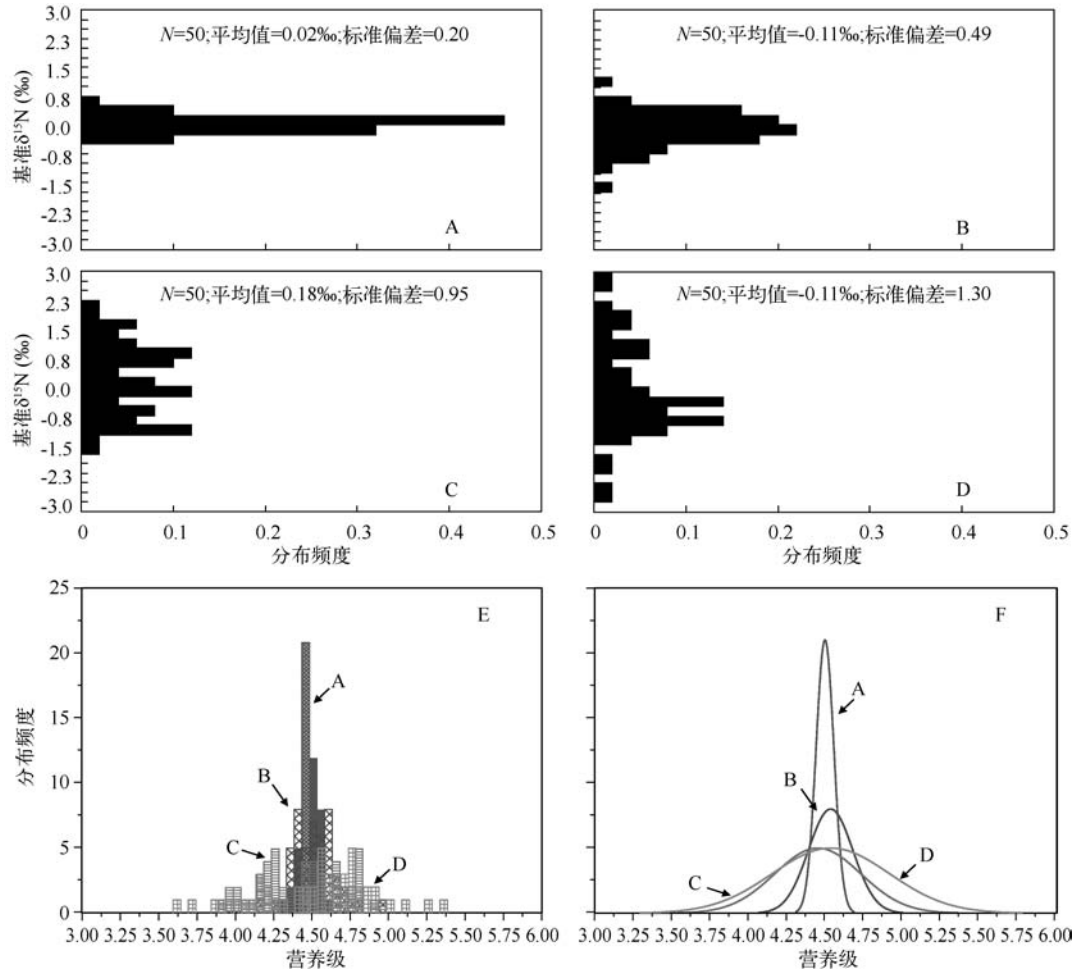 N=50;平均值=0.02‰;标准偏差=0.20
基准δ¹⁵N (‰)
3.0
2.3
1.5
0.8
0.0
-0.8
-1.5
-2.3
-3.0
A
N=50;平均值=-0.11‰;标准偏差=0.49
B
N=50;平均值=0.18‰;标准偏差=0.95
基准δ¹⁵N (‰)
3.0
2.3
1.5
0.8
0.0
-0.8
-1.5
-2.3
-3.0
C
0 0.1 0.2 0.3 0.4 0.5
分布频度
N=50;平均值=-0.11‰;标准偏差=1.30
D
0 0.1 0.2 0.3 0.4 0.5
分布频度
分布频度
25
20
15
10
5
0
E
A
B
C
D
3.00 3.25 3.50 3.75 4.00 4.25 4.50 4.75 5.00 5.25 5.50 5.75 6.00
营养级
F
A
B
C
D
3.00 3.25 3.50 3.75 4.00 4.25 4.50 4.75 5.00 5.25 5.50 5.75 6.00
营养级